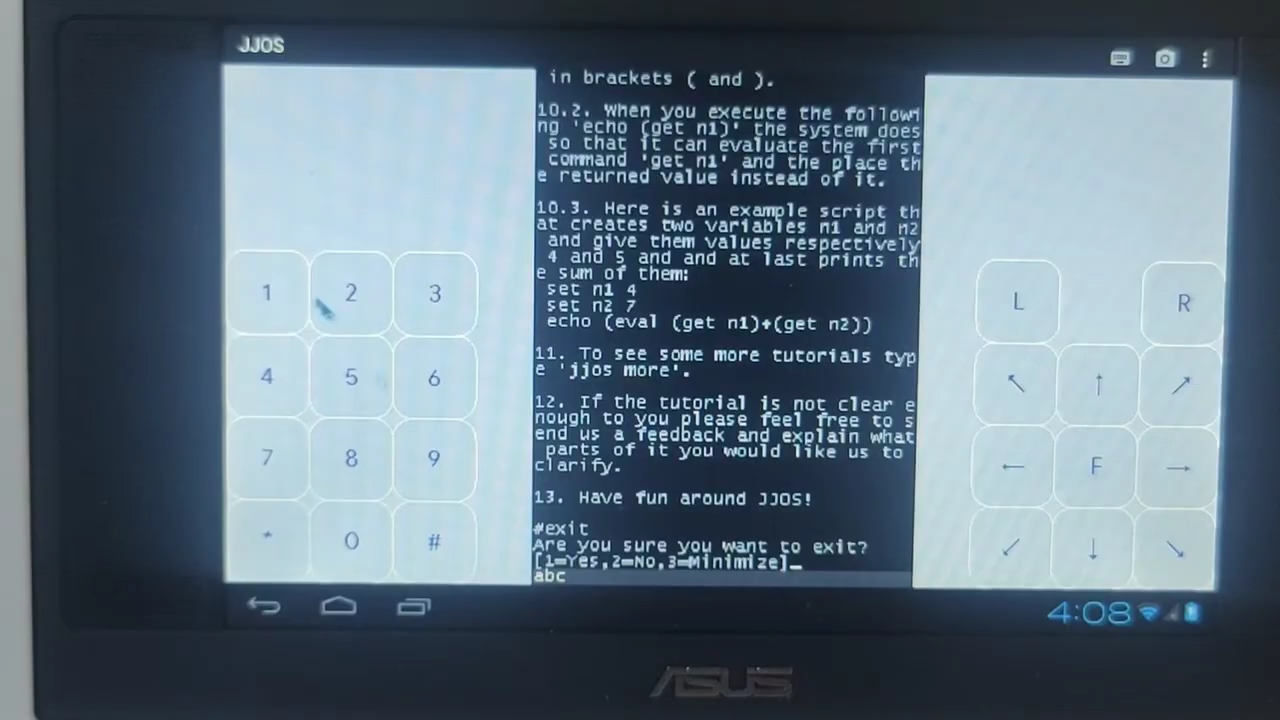 JJOS
in brackets ( and ).
10.2. When you execute the followi
ng 'echo (get n1)' the system does
so that it can evaluate the first
command 'get n1' and the place th
e returned value instead of it.
10.3. Here is an example script th
at creates two variables n1 and n2
and give them values respectively
4 and 5 and and at last prints th
e sum of them:
set n1 4
set n2 7
echo (eval (get n1)+(get n2))
11. To see some more tutorials typ
e 'jjos more'.
12. If the tutorial is not clear e
nough to you please feel free to s
end us a feedback and explain what
parts of it you would like us to
clarify.
13. Have fun around JJOS!
#exit
Are you sure you want to exit?
[1=Yes,2=No,3=Minimize]_
abc
1 2 3
4 5 6
7 8 9
* 0 #
L R
↖ ↑ ↗
← F →
↙ ↓ ↘
4:08
ASUS